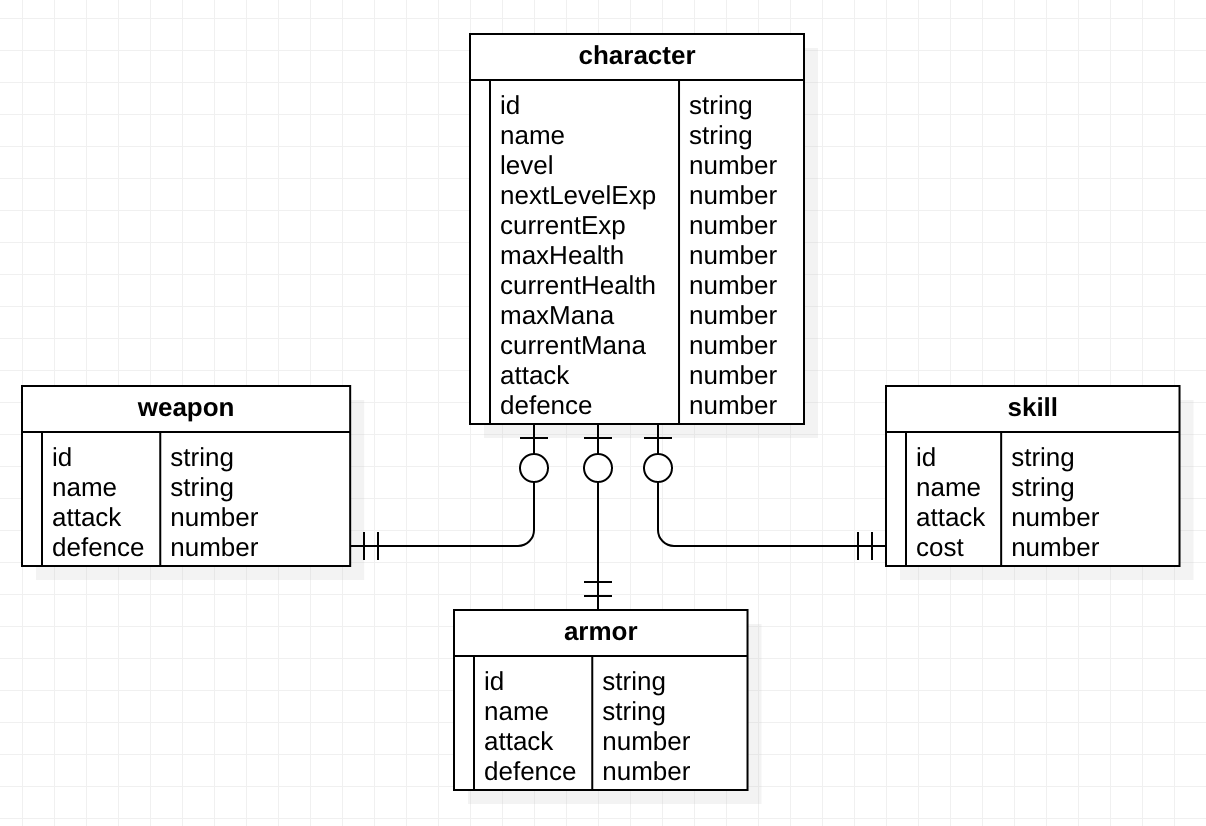 character
id string
name string
level number
nextLevelExp number
currentExp number
maxHealth number
currentHealth number
maxMana number
currentMana number
attack number
defence number
weapon
id string
name string
attack number
defence number
skill
id string
name string
attack number
cost number
armor
id string
name string
attack number
defence number